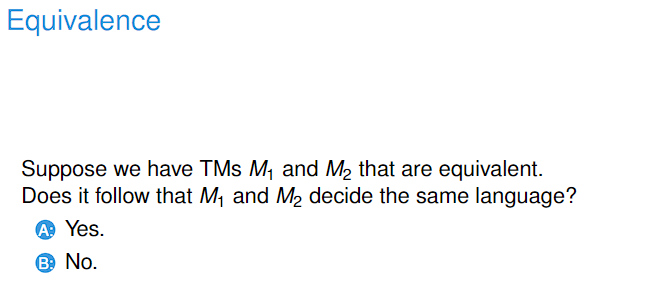 Equivalence
Suppose we have TMs M₁ and M₂ that are equivalent.
Does it follow that M₁ and M₂ decide the same language?
A: Yes.
B: No.